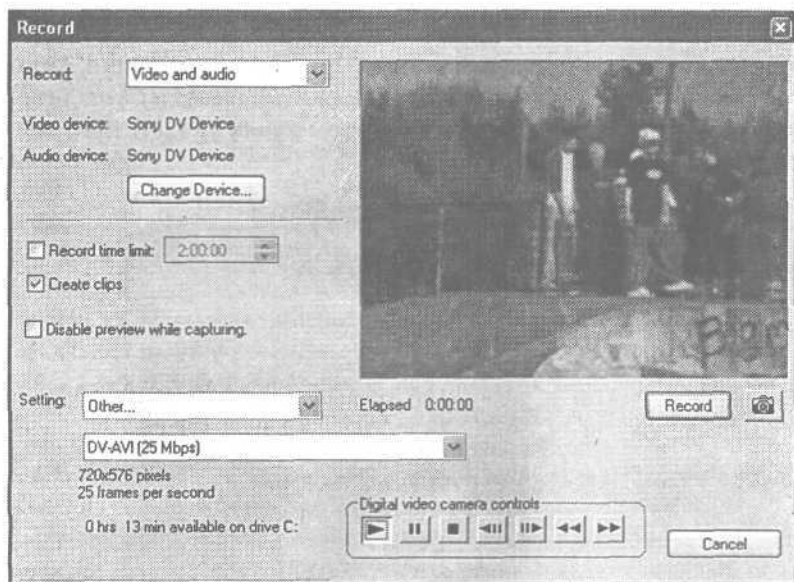 Record
Record: Video and audio
Video device: Sony DV Device
Audio device: Sony DV Device
Change Device...
Record time limit: 2:00:00
Create clips
Disable preview while capturing.
Setting: Other...
Elapsed 0:00:00
Record
DV-AVI (25 Mbps)
720x576 pixels
25 frames per second
0 hrs 13 min available on drive C:
Digital video camera controls
Cancel